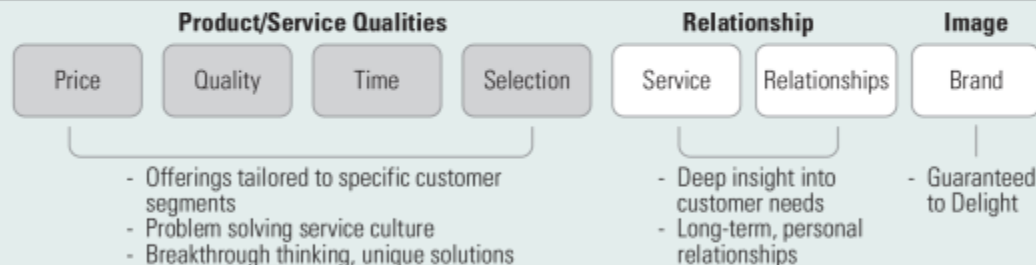 Product/Service Qualities
Relationship
Image
Price
Quality
Time
Selection
Service
Relationships
Brand
- Offerings tailored to specific customer
segments
- Problem solving service culture
- Breakthrough thinking, unique solutions
- Deep insight into
customer needs
- Long-term, personal
relationships
- Guaranteed
to Delight